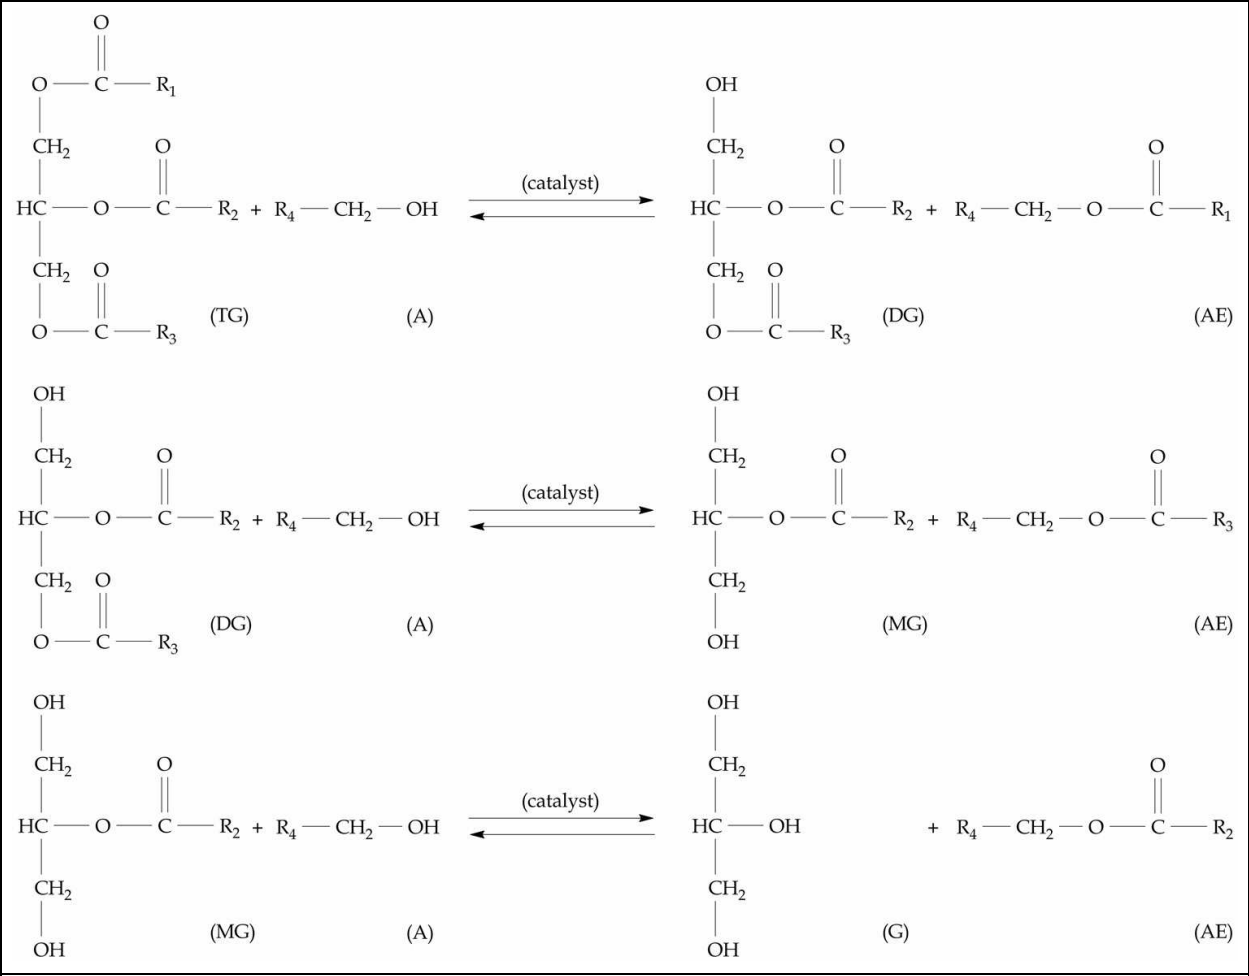 O
O — C — R₁
OH
CH₂ O
CH₂ O O
(catalyst)
HC — O — C — R₂ + R₄ — CH₂ — OH
HC — O — C — R₂ + R₄ — CH₂ — O — C — R₁
CH₂ O
CH₂ O
(TG) (A) (DG) (AE)
O — C — R₃
O — C — R₃
OH
OH
CH₂ O
CH₂ O O
(catalyst)
HC — O — C — R₂ + R₄ — CH₂ — OH
HC — O — C — R₂ + R₄ — CH₂ — O — C — R₃
CH₂ O
CH₂
(DG) (A) (MG) (AE)
O — C — R₃
OH
OH
OH
CH₂ O
CH₂ O
(catalyst)
HC — O — C — R₂ + R₄ — CH₂ — OH
HC — OH + R₄ — CH₂ — O — C — R₂
CH₂
CH₂
(MG) (A) (G) (AE)
OH
OH